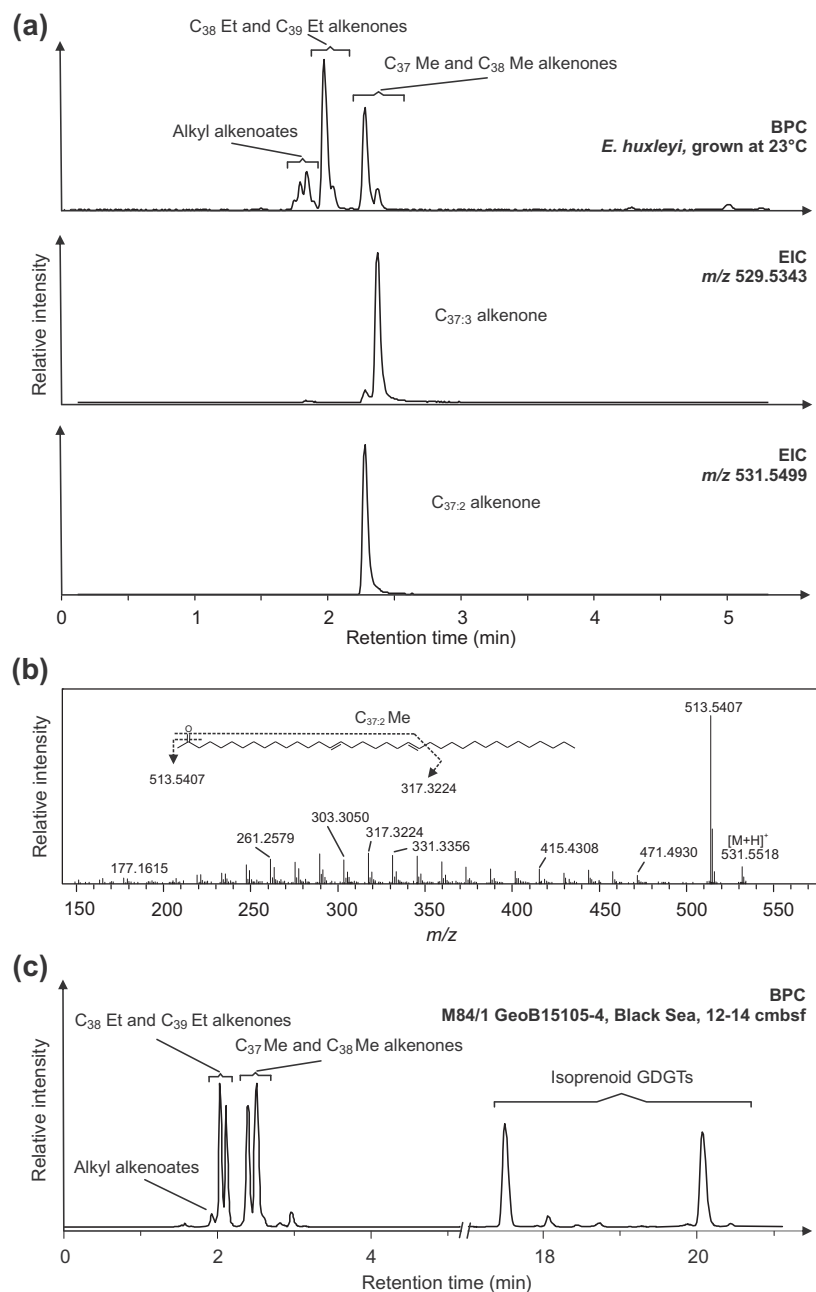 (a)
C38 Et and C39 Et alkenones
C37 Me and C38 Me alkenones
Alkyl alkenoates
BPC
E. huxleyi, grown at 23°C
EIC
m/z 529.5343
C37:3 alkenone
Relative intensity
EIC
m/z 531.5499
C37:2 alkenone
0 1 2 3 4 5
Retention time (min)
(b)
Relative intensity
C37:2 Me
O
513.5407
317.3224
513.5407
[M+H]+
531.5518
177.1615
261.2579
303.3050
317.3224
331.3356
415.4308
471.4930
150 200 250 300 350 400 450 500 550
m/z
(c)
BPC
M84/1 GeoB15105-4, Black Sea, 12-14 cmbsf
C38 Et and C39 Et alkenones
C37 Me and C38 Me alkenones
Isoprenoid GDGTs
Alkyl alkenoates
Relative intensity
0 2 4 18 20
Retention time (min)